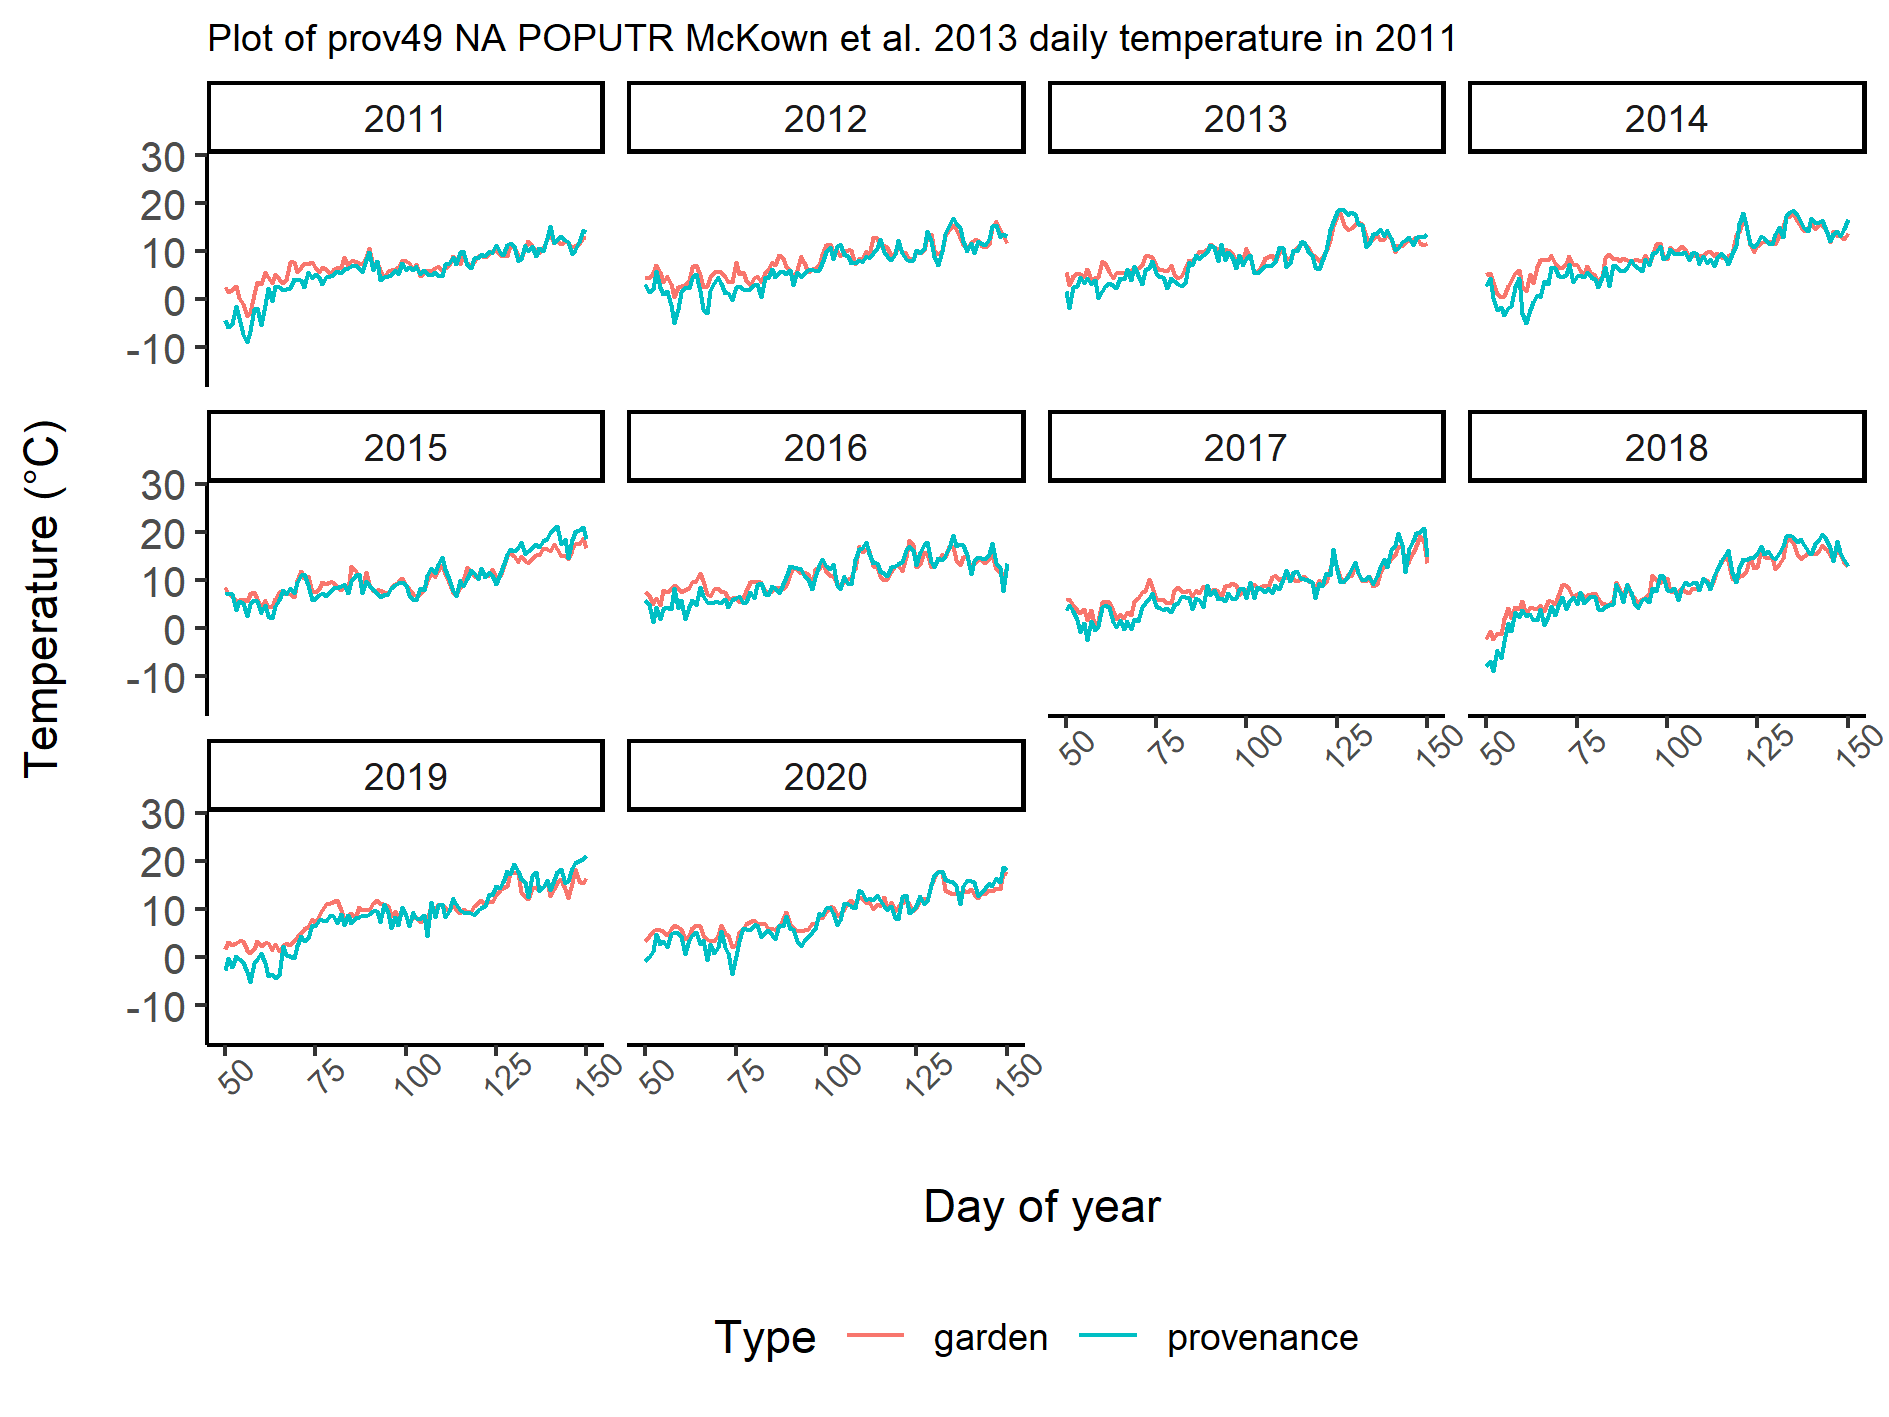 Plot of prov49 NA POPUTR McKown et al. 2013 daily temperature in 2011
2011 2012 2013 2014
30
20
10
0
-10
2015 2016 2017 2018
30
20
10
0
-10
50 75 100 125 150 50 75 100 125 150
2019 2020
30
20
10
0
-10
50 75 100 125 150 50 75 100 125 150
Temperature (°C)
Day of year
Type garden provenance